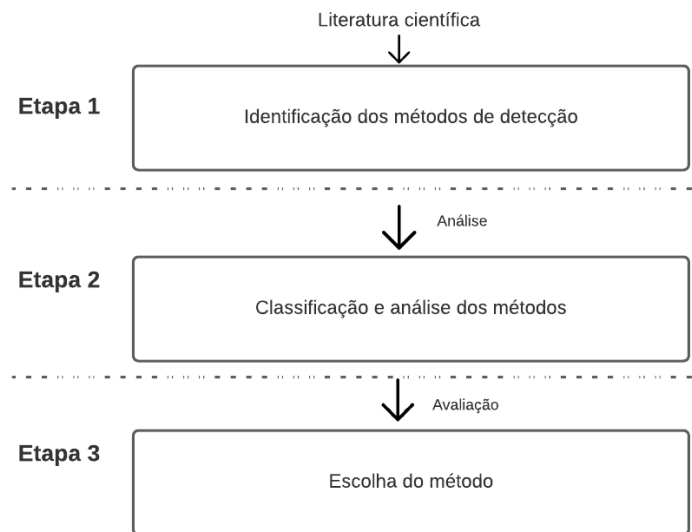 Literatura científica
Etapa 1
Identificação dos métodos de detecção
Análise
Etapa 2
Classificação e análise dos métodos
Avaliação
Etapa 3
Escolha do método